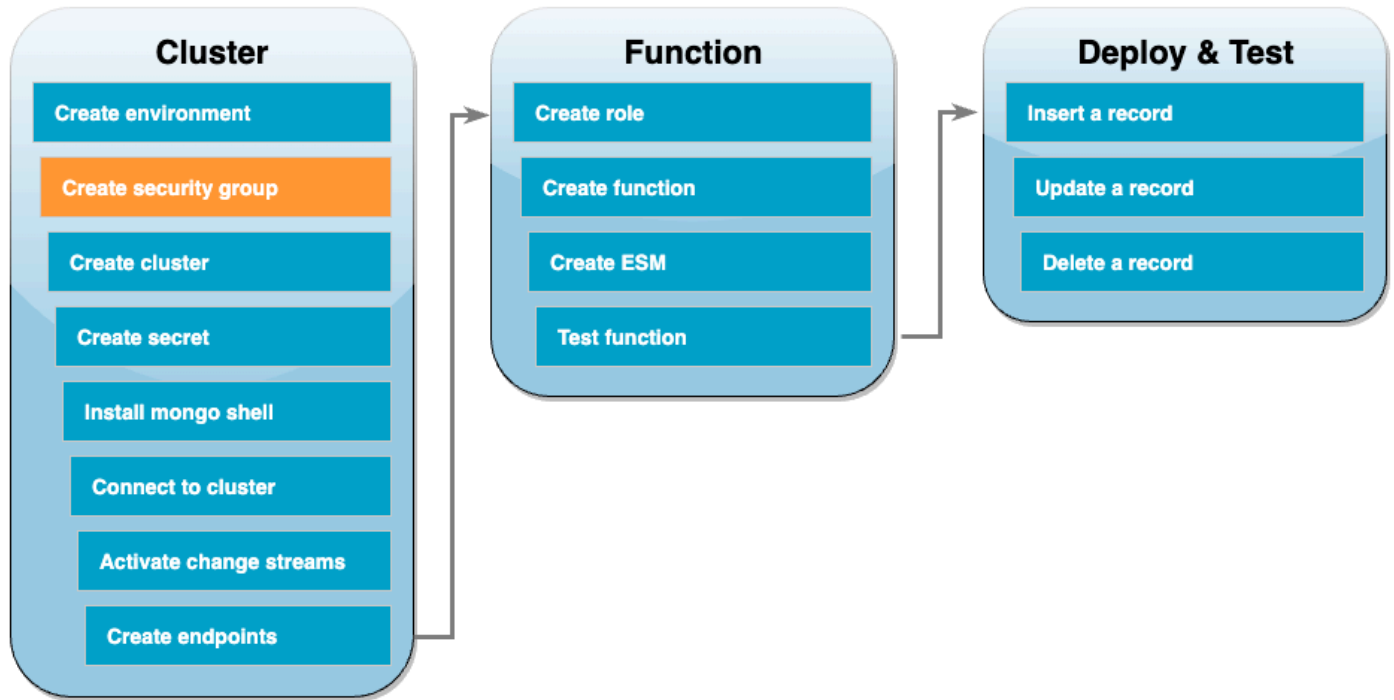 Cluster
Create environment
Create security group
Create cluster
Create secret
Install mongo shell
Connect to cluster
Activate change streams
Create endpoints
Function
Create role
Create function
Create ESM
Test function
Deploy & Test
Insert a record
Update a record
Delete a record